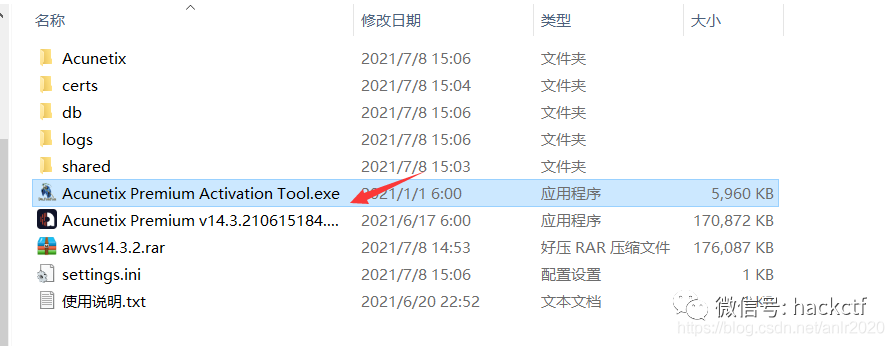 名称 修改日期 类型 大小
Acunetix 2021/7/8 15:06 文件夹
certs 2021/7/8 15:04 文件夹
db 2021/7/8 15:06 文件夹
logs 2021/7/8 15:06 文件夹
shared 2021/7/8 15:03 文件夹
Acunetix Premium Activation Tool.exe 2021/1/1 6:00 应用程序 5,960 KB
Acunetix Premium v14.3.210615184.... 2021/6/17 6:00 应用程序 170,872 KB
awvs14.3.2.rar 2021/7/8 14:53 好压 RAR 压缩文件 176,087 KB
settings.ini 2021/7/8 15:06 配置设置 1 KB
使用说明.txt 2021/6/20 22:52 文本文档 KB
微信号: hackctf
https://blog.csdn.net/anlr2020